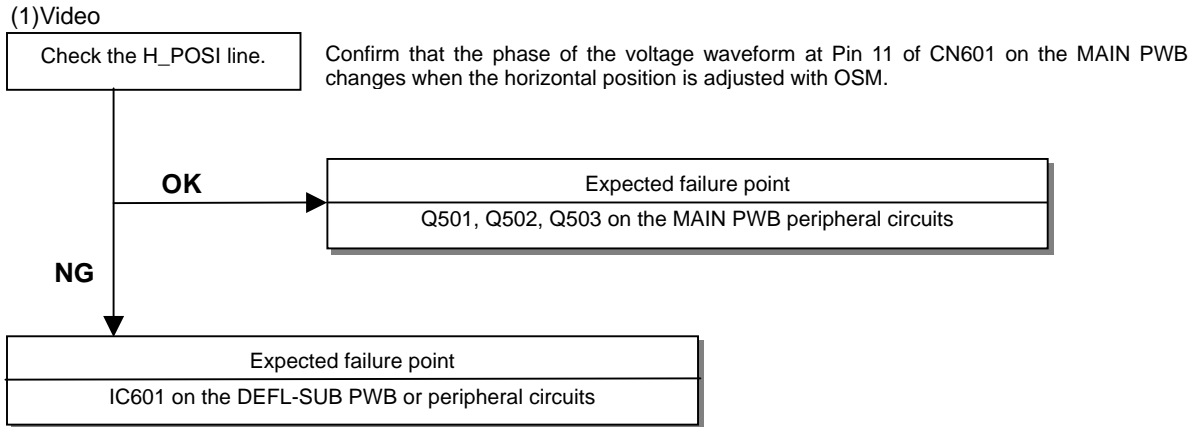 (1)Video
Check the H_POSI line.
Confirm that the phase of the voltage waveform at Pin 11 of CN601 on the MAIN PWB
changes when the horizontal position is adjusted with OSM.
OK
Expected failure point
Q501, Q502, Q503 on the MAIN PWB peripheral circuits
NG
Expected failure point
IC601 on the DEFL-SUB PWB or peripheral circuits